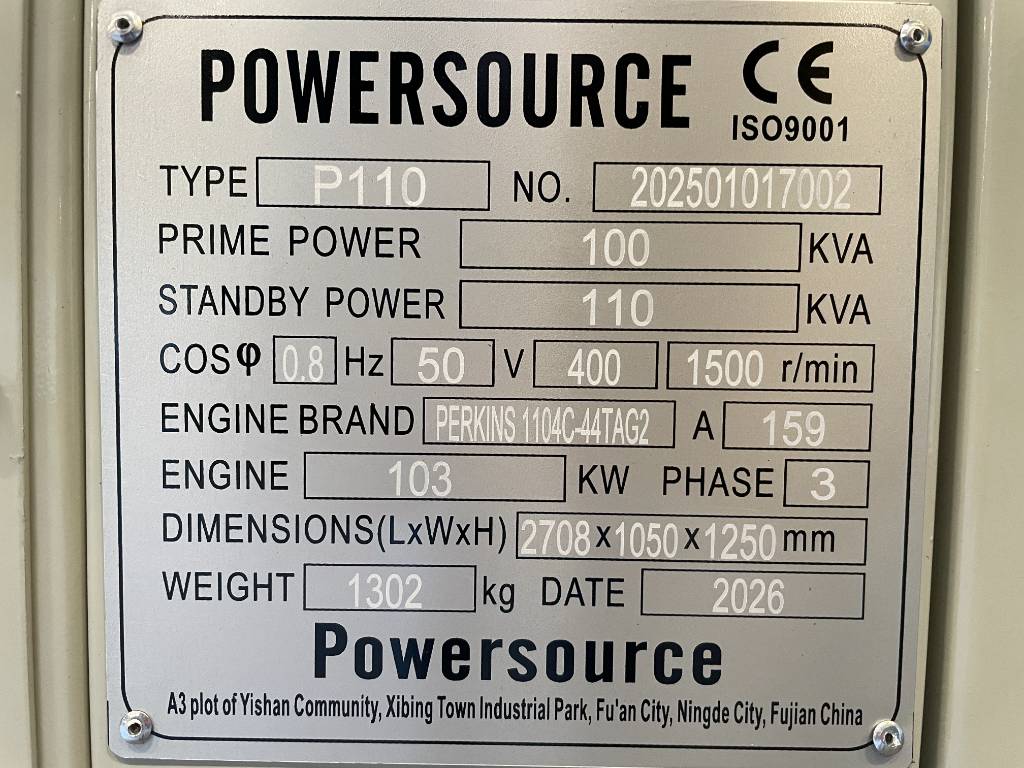 POWERSOURCE CE
ISO9001
TYPE P110 NO. 202501017002
PRIME POWER 100 KVA
STANDBY POWER 110 KVA
COSφ 0.8 Hz 50 V 400 1500 r/min
ENGINE BRAND PERKINS 1104C-44TAG2 A 159
ENGINE 103 KW PHASE 3
DIMENSIONS(LxWxH) 2708x1050x1250 mm
WEIGHT 1302 kg DATE 2026
Powersource
A3 plot of Yishan Community, Xibing Town Industrial Park, Fu'an City, Ningde City, Fujian China